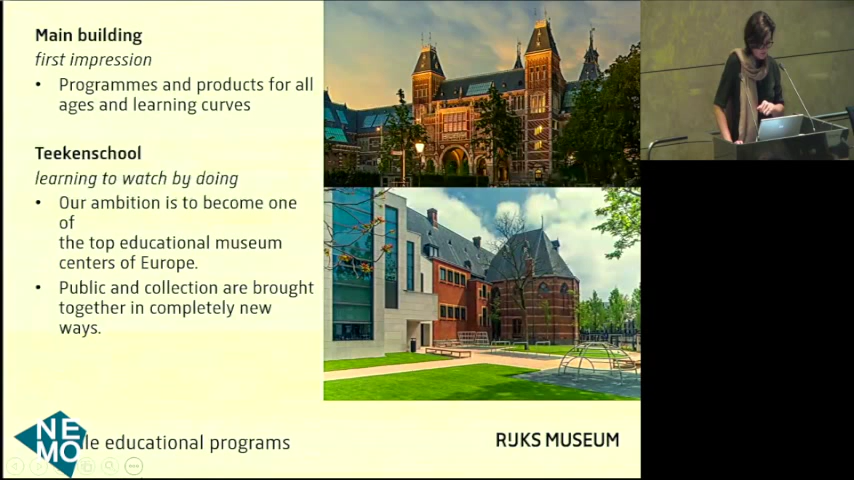 Main building
first impression
• Programmes and products for all
ages and learning curves
Teekenschool
learning to watch by doing
• Our ambition is to become one
of
the top educational museum
centers of Europe.
• Public and collection are brought
together in completely new
ways.
NE
MO
educational programs
RIJKS MUSEUM